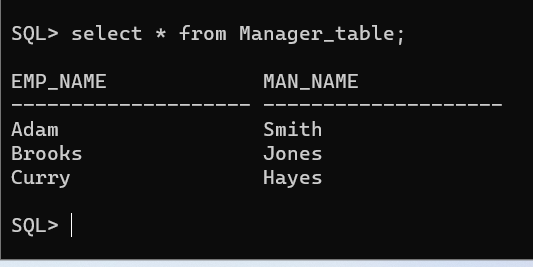 SQL> select * from Manager_table;
EMP_NAME MAN_NAME
-------------------- --------------------
Adam Smith
Brooks Jones
Curry Hayes
SQL>